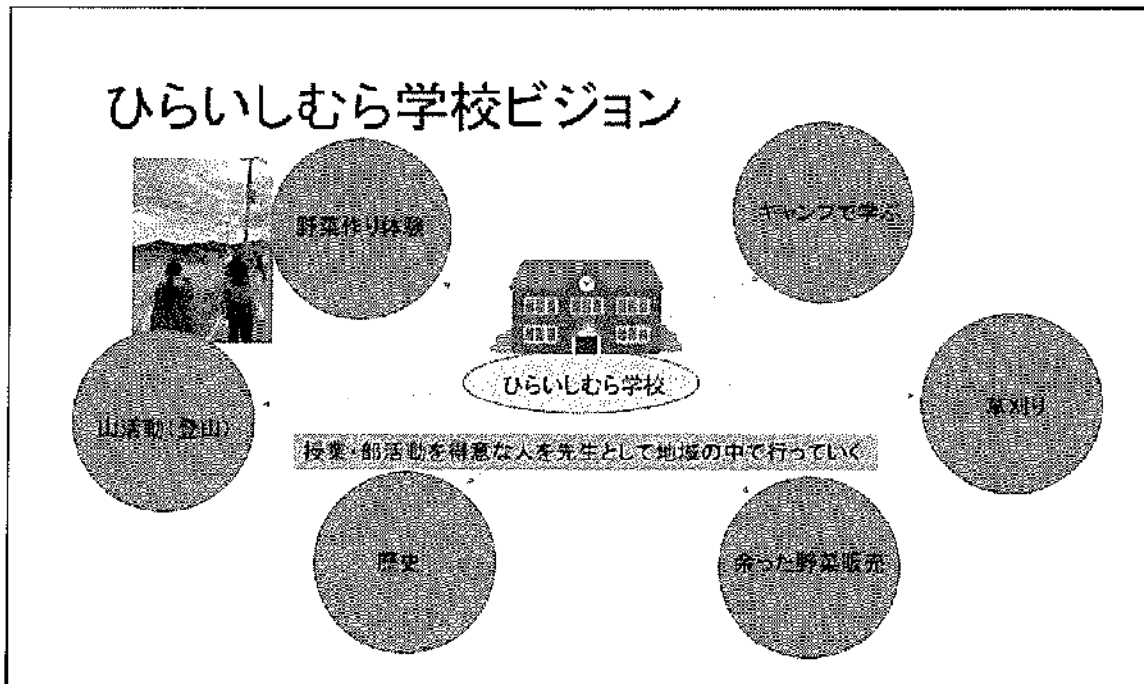 ひらいしむら学校ビジョン
野菜作り体験
キャンプで学ぶ
ひらいしむら学校
山活動(登山)
草刈り
授業・部活動を得意な人を先生として地域の中で行っていく
歴史
余った野菜販売